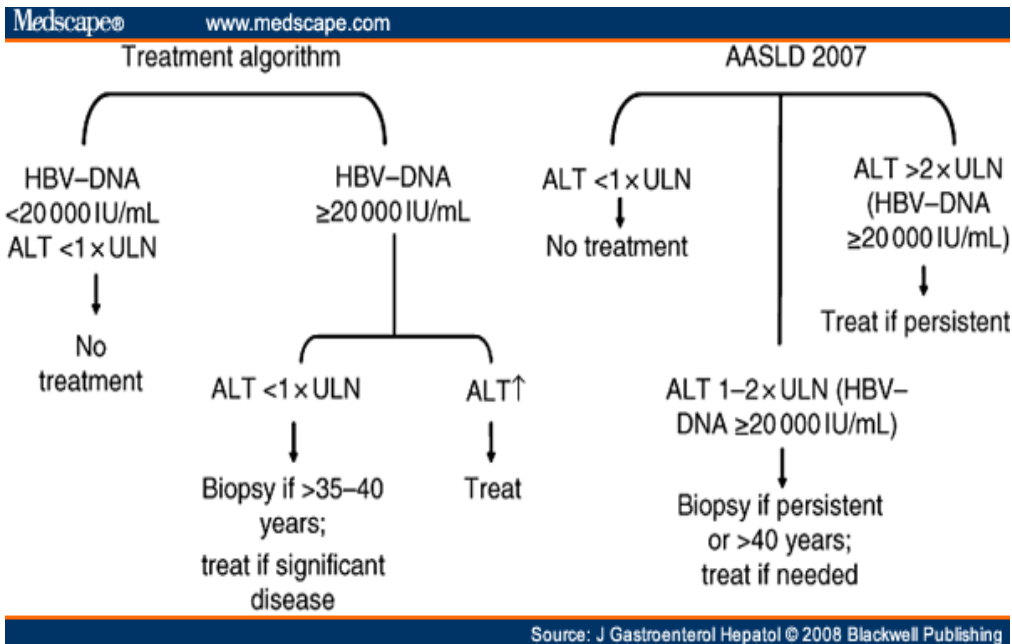 Medscape® www.medscape.com
Treatment algorithm
HBV–DNA
<20 000 IU/mL
ALT <1 × ULN
No
treatment
HBV–DNA
≥20 000 IU/mL
ALT <1 × ULN
Biopsy if >35–40
years;
treat if significant
disease
ALT↑
Treat
AASLD 2007
ALT <1 × ULN
No treatment
ALT 1–2 × ULN (HBV–
DNA ≥20 000 IU/mL)
Biopsy if persistent
or >40 years;
treat if needed
ALT >2 × ULN
(HBV–DNA
≥20 000 IU/mL)
Treat if persistent
Source: J Gastroenterol Hepatol © 2008 Blackwell Publishing